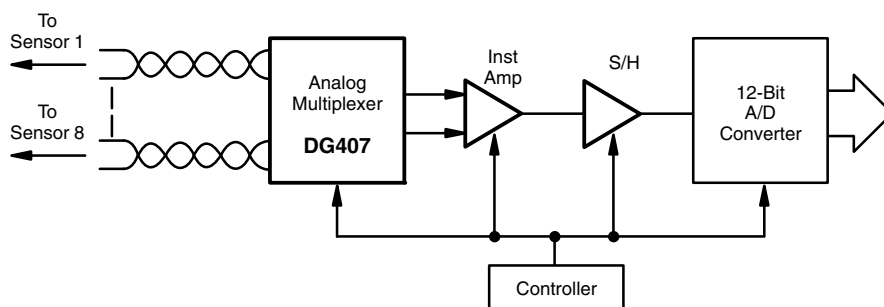 To
Sensor 1
To
Sensor 8
Analog
Multiplexer
DG407
Inst
Amp
S/H
12-Bit
A/D
Converter
Controller